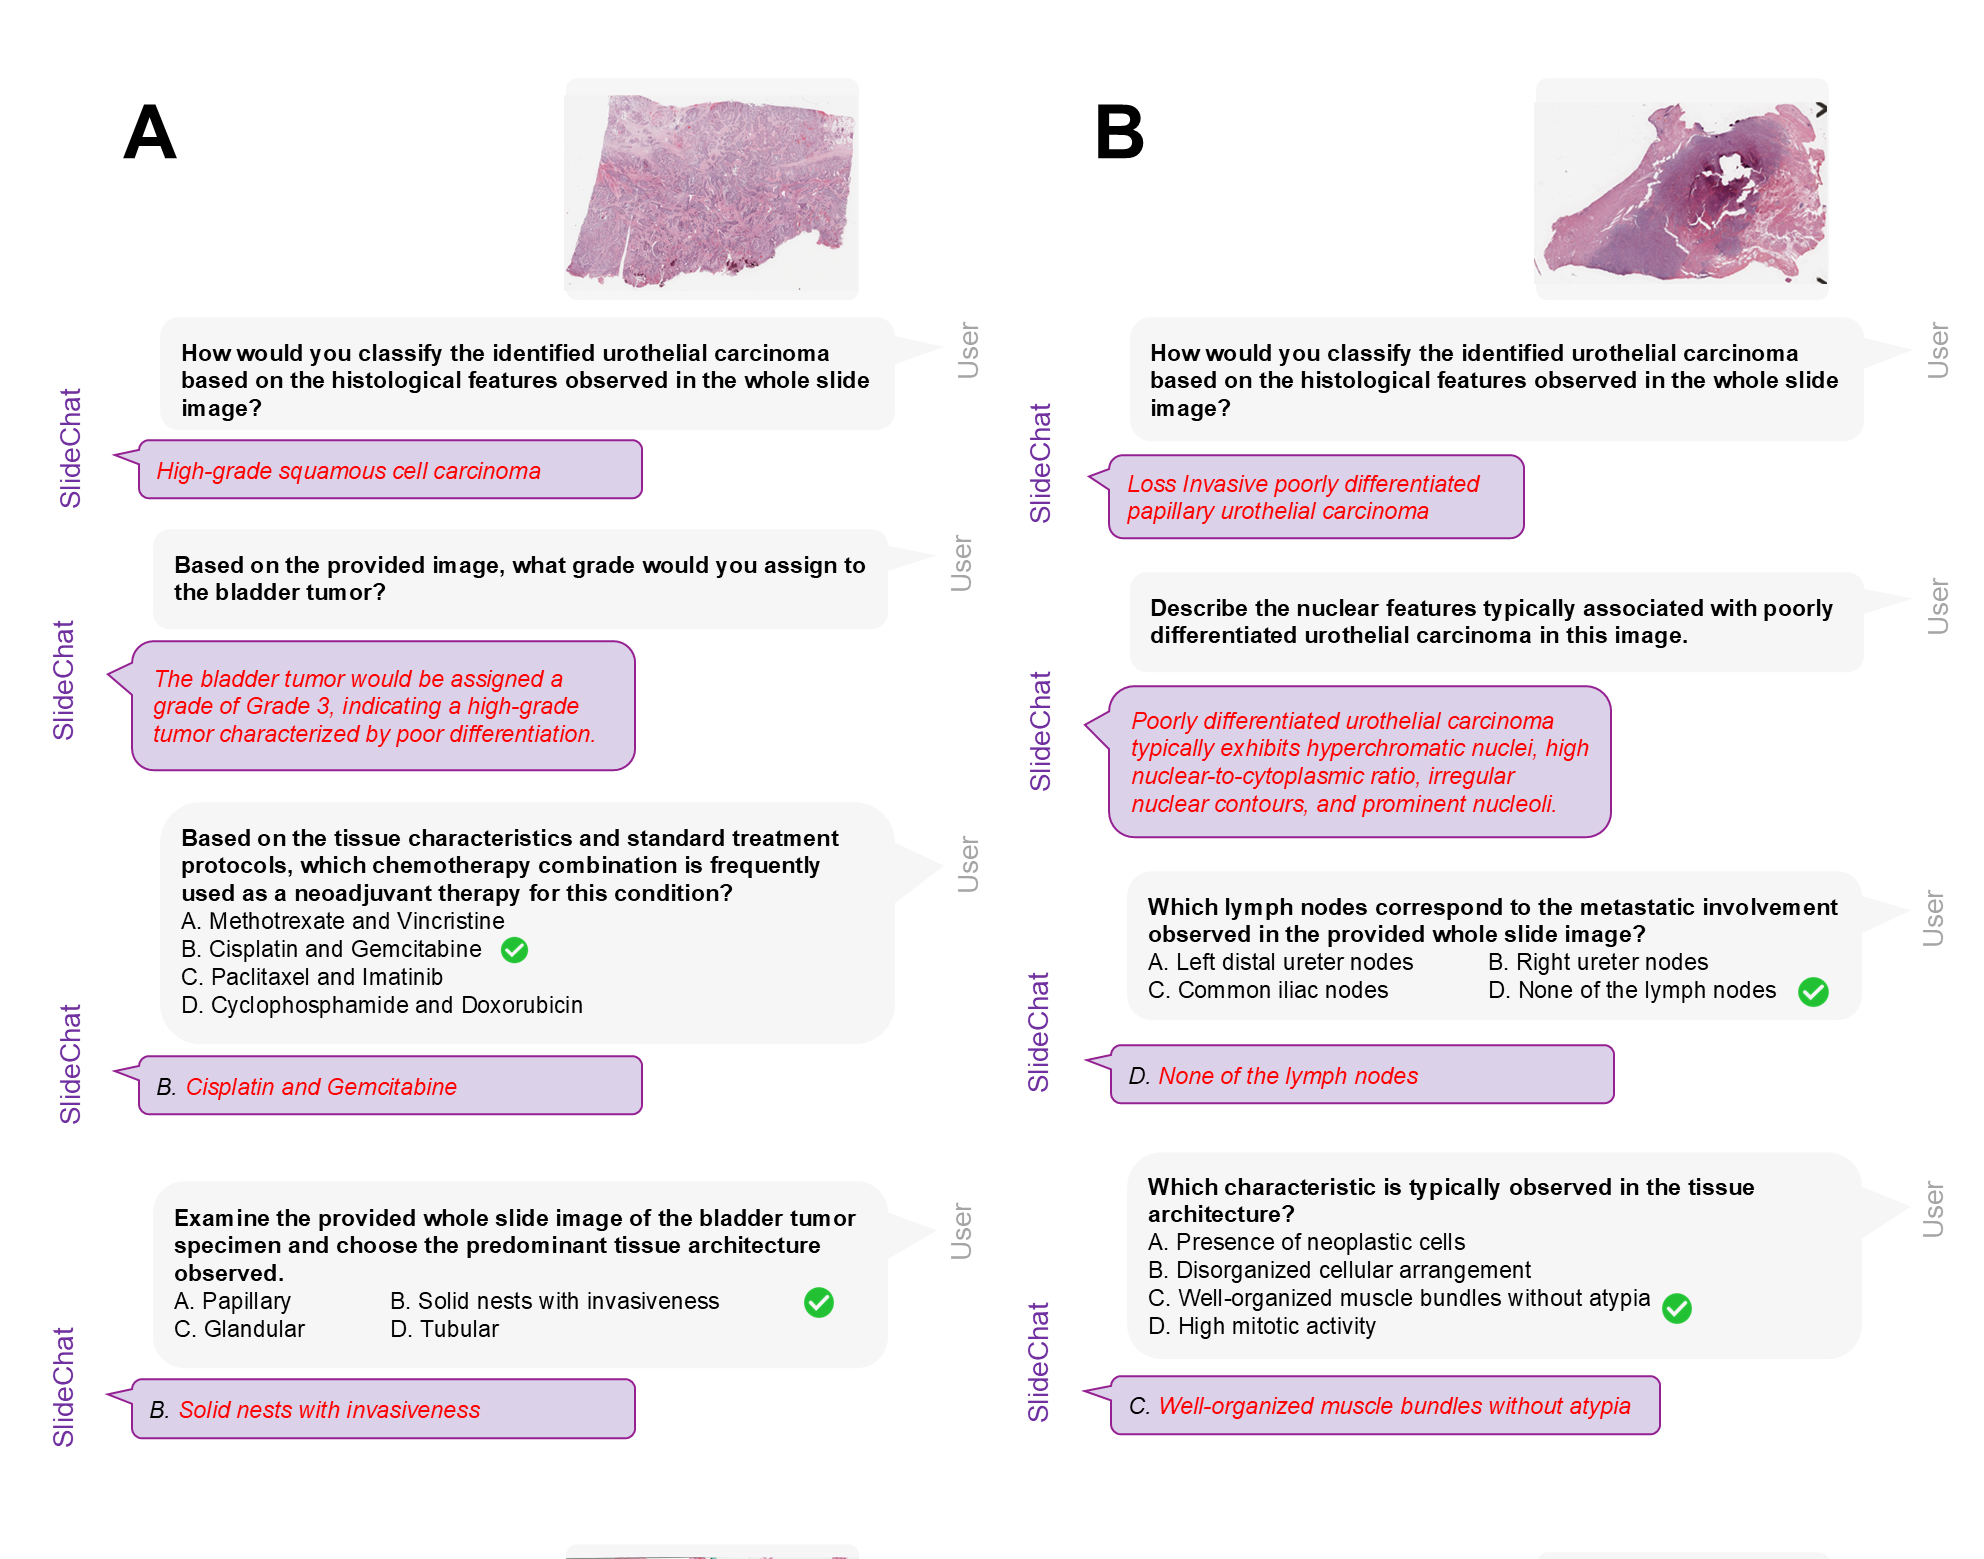 A
How would you classify the identified urothelial carcinoma
based on the histological features observed in the whole slide
image?
User
SlideChat
High-grade squamous cell carcinoma
Based on the provided image, what grade would you assign to
the bladder tumor?
User
SlideChat
The bladder tumor would be assigned a
grade of Grade 3, indicating a high-grade
tumor characterized by poor differentiation.
Based on the tissue characteristics and standard treatment
protocols, which chemotherapy combination is frequently
used as a neoadjuvant therapy for this condition?
A. Methotrexate and Vincristine
B. Cisplatin and Gemcitabine
C. Paclitaxel and Imatinib
D. Cyclophosphamide and Doxorubicin
User
SlideChat
B. Cisplatin and Gemcitabine
Examine the provided whole slide image of the bladder tumor
specimen and choose the predominant tissue architecture
observed.
A. Papillary B. Solid nests with invasiveness
C. Glandular D. Tubular
User
SlideChat
B. Solid nests with invasiveness
B
How would you classify the identified urothelial carcinoma
based on the histological features observed in the whole slide
image?
User
SlideChat
Loss Invasive poorly differentiated
papillary urothelial carcinoma
Describe the nuclear features typically associated with poorly
differentiated urothelial carcinoma in this image.
User
SlideChat
Poorly differentiated urothelial carcinoma
typically exhibits hyperchromatic nuclei, high
nuclear-to-cytoplasmic ratio, irregular
nuclear contours, and prominent nucleoli.
Which lymph nodes correspond to the metastatic involvement
observed in the provided whole slide image?
A. Left distal ureter nodes B. Right ureter nodes
C. Common iliac nodes D. None of the lymph nodes
User
SlideChat
D. None of the lymph nodes
Which characteristic is typically observed in the tissue
architecture?
A. Presence of neoplastic cells
B. Disorganized cellular arrangement
C. Well-organized muscle bundles without atypia
D. High mitotic activity
User
SlideChat
C. Well-organized muscle bundles without atypia